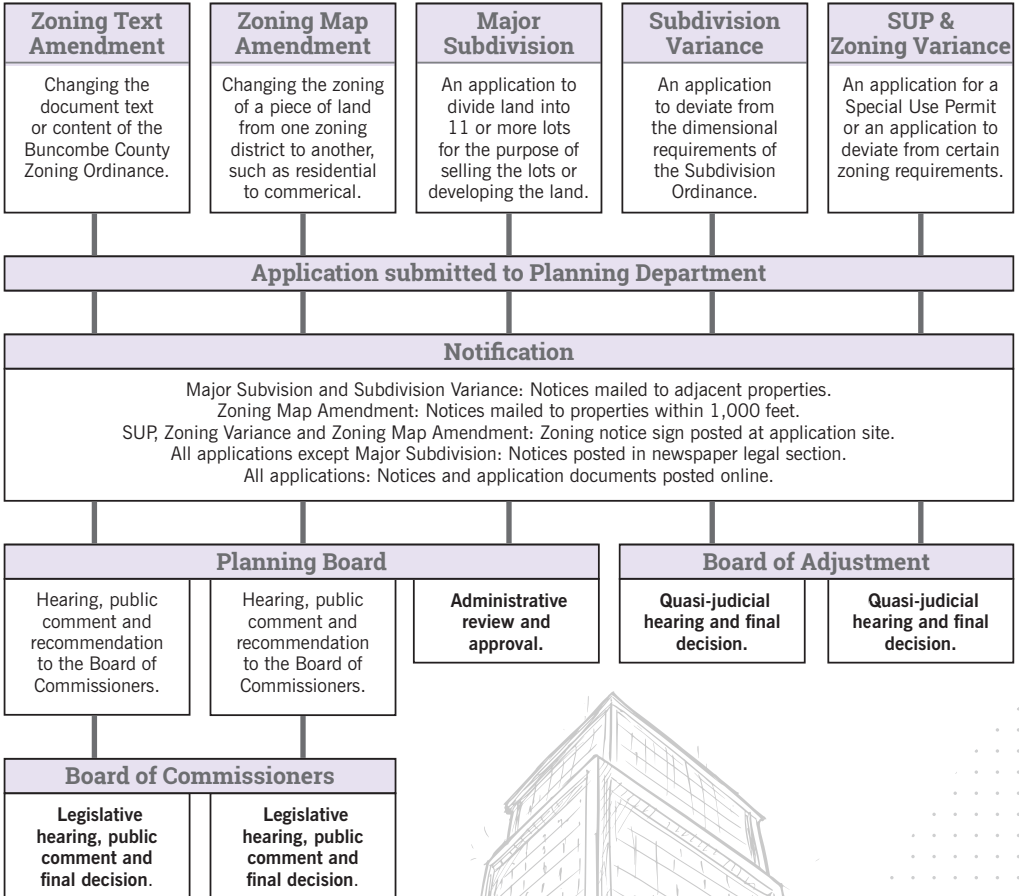 Zoning Text
Amendment
Changing the
document text
or content of the
Buncombe County
Zoning Ordinance.
Zoning Map
Amendment
Changing the zoning
of a piece of land
from one zoning
district to another,
such as residential
to commerical.
Major
Subdivision
An application to
divide land into
11 or more lots
for the purpose of
selling the lots or
developing the land.
Subdivision
Variance
An application
to deviate from
the dimensional
requirements of
the Subdivision
Ordinance.
SUP &
Zoning Variance
An application for a
Special Use Permit
or an application to
deviate from certain
zoning requirements.
Application submitted to Planning Department
Notification
Major Subvision and Subdivision Variance: Notices mailed to adjacent properties.
Zoning Map Amendment: Notices mailed to properties within 1,000 feet.
SUP, Zoning Variance and Zoning Map Amendment: Zoning notice sign posted at application site.
All applications except Major Subdivision: Notices posted in newspaper legal section.
All applications: Notices and application documents posted online.
Planning Board
Hearing, public
comment and
recommendation
to the Board of
Commissioners.
Hearing, public
comment and
recommendation
to the Board of
Commissioners.
Administrative
review and
approval.
Board of Adjustment
Quasi-judicial
hearing and final
decision.
Quasi-judicial
hearing and final
decision.
Board of Commissioners
Legislative
hearing, public
comment and
final decision.
Legislative
hearing, public
comment and
final decision.